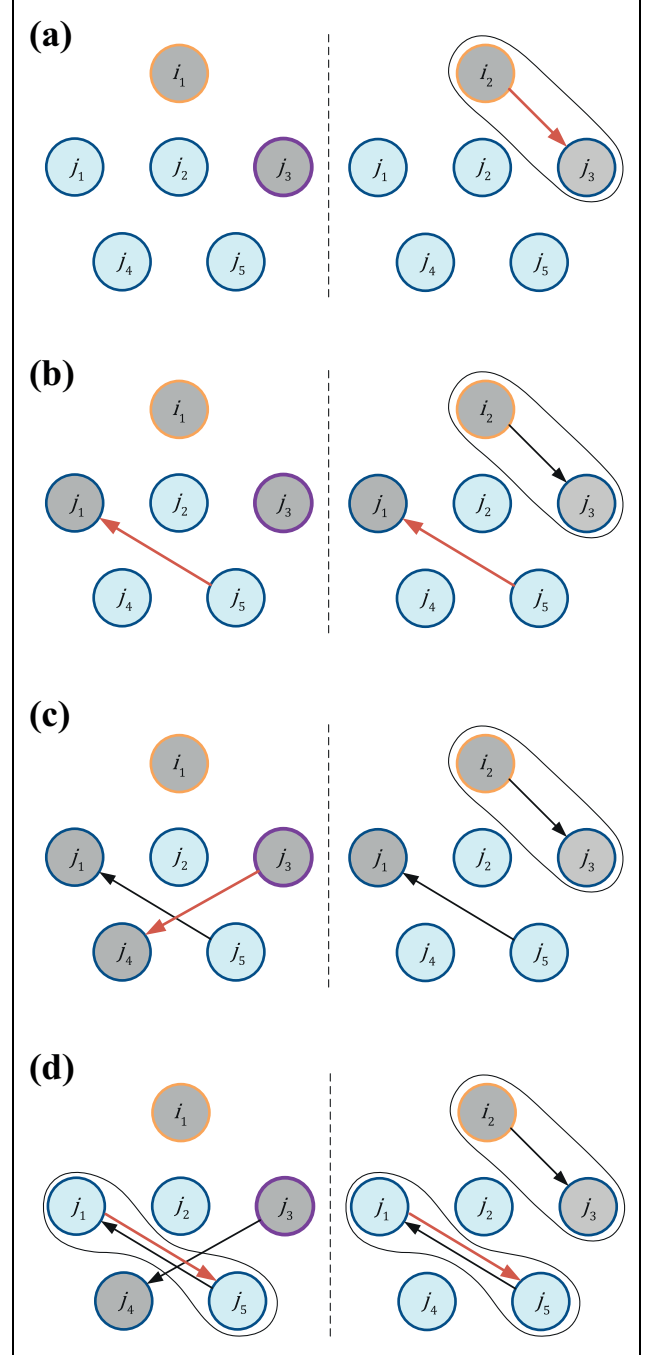 (a)
i₁ i₂
j₁ j₂ j₃ j₁ j₂ j₃
j₄ j₅ j₄ j₅
(b)
i₁ i₂
j₁ j₂ j₃ j₁ j₂ j₃
j₄ j₅ j₄ j₅
(c)
i₁ i₂
j₁ j₂ j₃ j₁ j₂ j₃
j₄ j₅ j₄ j₅
(d)
i₁ i₂
j₁ j₂ j₃ j₁ j₂ j₃
j₄ j₅ j₄ j₅